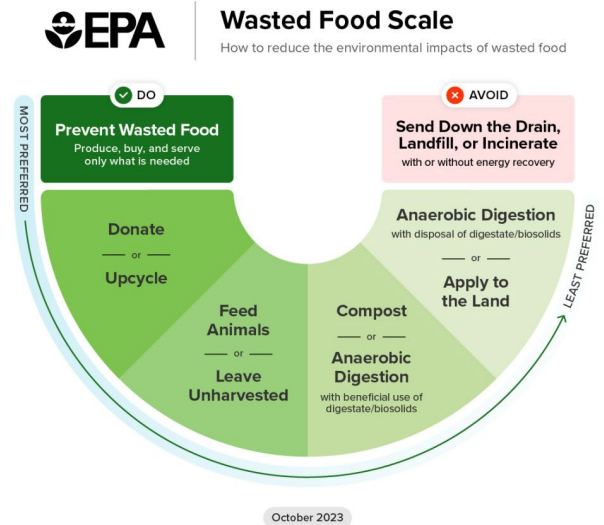 EPA
Wasted Food Scale
How to reduce the environmental impacts of wasted food
DO
Prevent Wasted Food
Produce, buy, and serve
only what is needed
AVOID
Send Down the Drain,
Landfill, or Incinerate
with or without energy recovery
MOST PREFERRED
Donate
or
Upcycle
Feed
Animals
or
Leave
Unharvested
Compost
or
Anaerobic
Digestion
with beneficial use of
digestate/biosolids
Anaerobic Digestion
with disposal of digestate/biosolids
or
Apply to
the Land
LEAST PREFERRED
October 2023